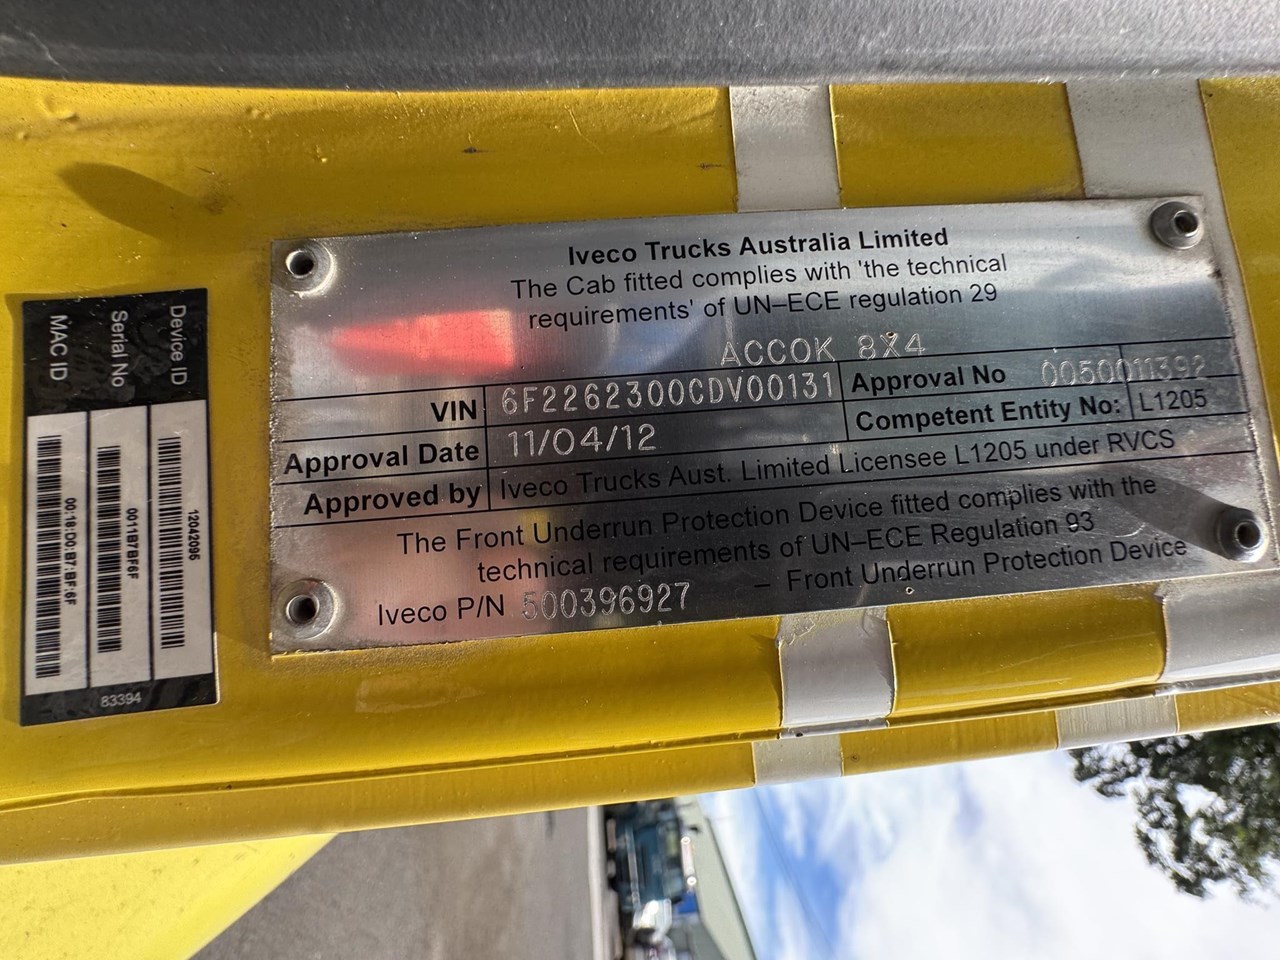 Iveco Trucks Australia Limited
The Cab fitted complies with 'the technical
requirements' of UN–ECE regulation 29
ACCOK 8X4
VIN 6F2262300CDV00131 Approval No 0050011392
Approval Date 11/04/12 Competent Entity No: L1205
Approved by Iveco Trucks Aust. Limited Licensee L1205 under RVCS
The Front Underrun Protection Device fitted complies with the
technical requirements of UN–ECE Regulation 93
Iveco P/N 500396927 – Front Underrun Protection Device
Device ID 12042095
Serial No 0011B7BF6F
MAC ID 00:18:D0:B7:BF:6F
83394